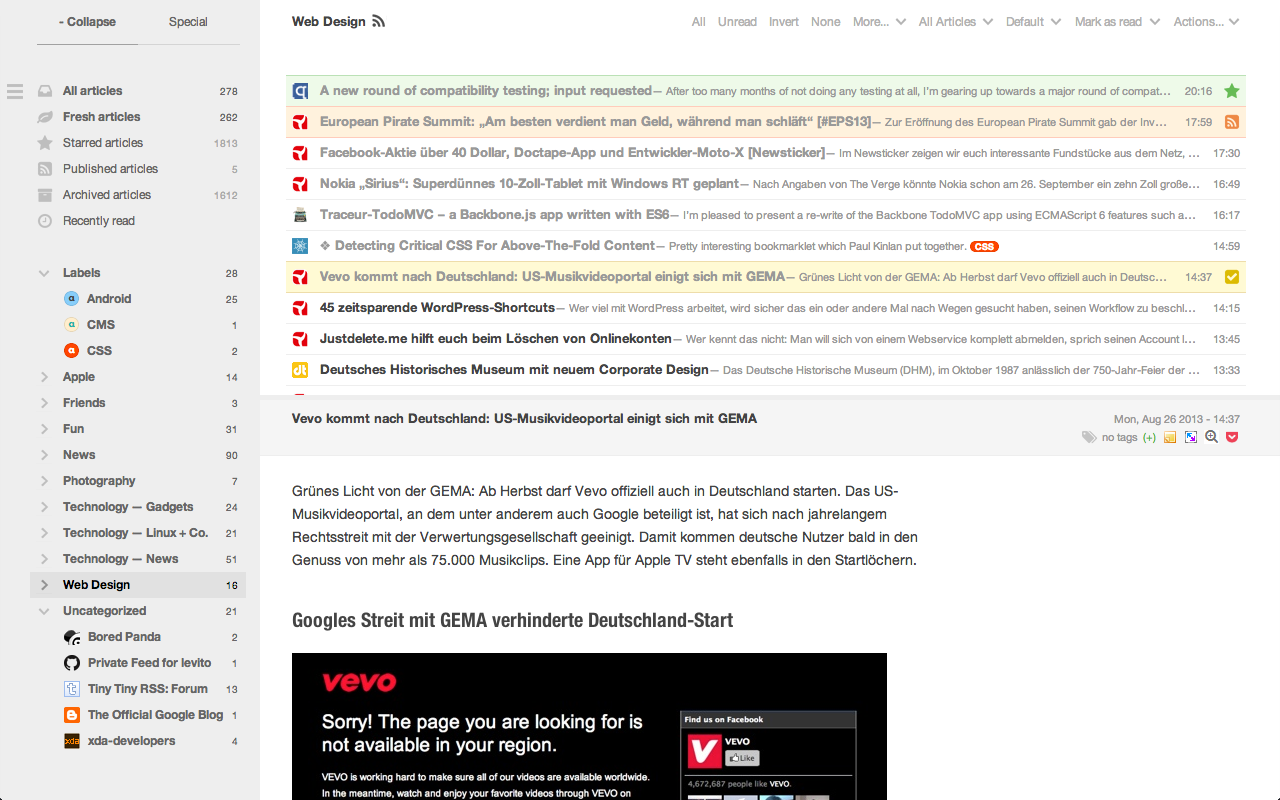 - Collapse
Special
All articles 278
Fresh articles 262
Starred articles 1813
Published articles 5
Archived articles 1612
Recently read
Labels 28
Android 25
CMS 1
CSS 2
Apple 14
Friends 3
Fun 31
News 90
Photography 7
Technology — Gadgets 24
Technology — Linux + Co. 21
Technology — News 51
Web Design 16
Uncategorized 21
Bored Panda 2
Private Feed for levito 1
Tiny Tiny RSS: Forum 13
The Official Google Blog 1
xda-developers 4
Web Design
All Unread Invert None More... All Articles Default Mark as read Actions...
A new round of compatibility testing; input requested— After too many months of not doing any testing at all, I'm gearing up towards a major round of compat... 20:16
European Pirate Summit: „Am besten verdient man Geld, während man schläft“ [#EPS13]— Zur Eröffnung des European Pirate Summit gab der Inv... 17:59
Facebook-Aktie über 40 Dollar, Doctape-App und Entwickler-Moto-X [Newsticker]— Im Newsticker zeigen wir euch interessante Fundstücke aus dem Netz, ... 17:30
Nokia „Sirius“: Superdünnes 10-Zoll-Tablet mit Windows RT geplant— Nach Angaben von The Verge könnte Nokia schon am 26. September ein zehn Zoll große... 16:49
Traceur-TodoMVC – a Backbone.js app written with ES6— I'm pleased to present a re-write of the Backbone TodoMVC app using ECMAScript 6 features such a... 16:17
❖ Detecting Critical CSS For Above-The-Fold Content— Pretty interesting bookmarklet which Paul Kinlan put together. CSS 14:59
Vevo kommt nach Deutschland: US-Musikvideoportal einigt sich mit GEMA— Grünes Licht von der GEMA: Ab Herbst darf Vevo offiziell auch in Deutsc... 14:37
45 zeitsparende WordPress-Shortcuts— Wer viel mit WordPress arbeitet, wird sicher das ein oder andere Mal nach Wegen gesucht haben, seinen Workflow zu beschl... 14:15
Justdelete.me hilft euch beim Löschen von Onlinekonten— Wer kennt das nicht: Man will sich von einem Webservice komplett abmelden, sprich seinen Account l... 13:45
Deutsches Historisches Museum mit neuem Corporate Design— Das Deutsche Historische Museum (DHM), im Oktober 1987 anlässlich der 750-Jahr-Feier der ... 13:33
Vevo kommt nach Deutschland: US-Musikvideoportal einigt sich mit GEMA
Mon, Aug 26 2013 - 14:37
no tags (+)
Grünes Licht von der GEMA: Ab Herbst darf Vevo offiziell auch in Deutschland starten. Das US-
Musikvideoportal, an dem unter anderem auch Google beteiligt ist, hat sich nach jahrelangem
Rechtsstreit mit der Verwertungsgesellschaft geeinigt. Damit kommen deutsche Nutzer bald in den
Genuss von mehr als 75.000 Musikclips. Eine App für Apple TV steht ebenfalls in den Startlöchern.
Googles Streit mit GEMA verhinderte Deutschland-Start
vevo
Sorry! The page you are looking for is
not available in your region.
VEVO is working hard to make sure all of our videos are available worldwide.
In the meantime, watch and enjoy your favorite videos through VEVO on
Find us on Facebook
VEVO
Like
4,672,687 people like VEVO.